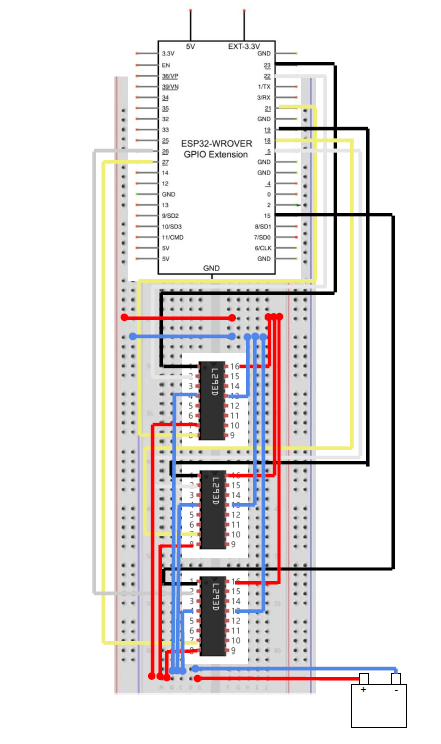 5V EXT-3.3V
3.3V GND
EN 23
36/VP 22
39/VN 1/TX
34 3/RX
35 21
32 GND
33 19
25 18
26 5
27 GND
14 GND
12 4
GND 0
13 2
9/SD2 15
10/SD3 8/SD1
11/CMD 7/SD0
5V 6/CLK
5V GND
ESP32-WROVER
GPIO Extension
GND
L293D
16
2 15
3 14
5 12
6 11
7 10
8 9
L293D
1 16
2 15
3 14
4 13
5 12
6 11
7 10
8 9
L293D
1 16
2 15
3 14
4 13
5 12
6 11
7 10
8 9
+ -